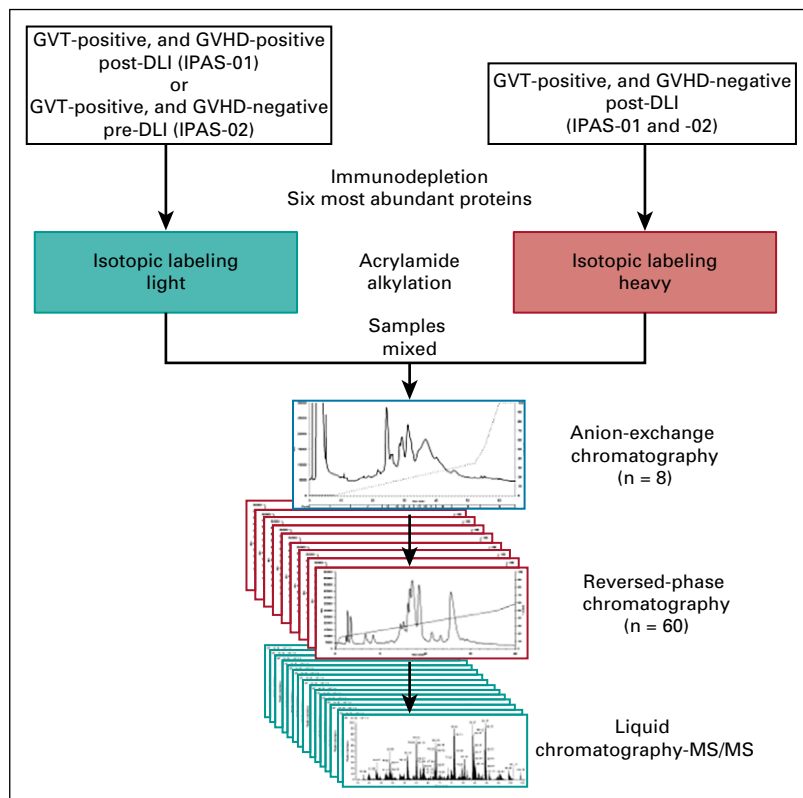 GVT-positive, and GVHD-positive
post-DLI (IPAS-01)
or
GVT-positive, and GVHD-negative
pre-DLI (IPAS-02)
GVT-positive, and GVHD-negative
post-DLI
(IPAS-01 and -02)
Immunodepletion
Six most abundant proteins
Isotopic labeling
light
Acrylamide
alkylation
Isotopic labeling
heavy
Samples
mixed
Anion-exchange
chromatography
(n = 8)
Reversed-phase
chromatography
(n = 60)
Liquid
chromatography-MS/MS